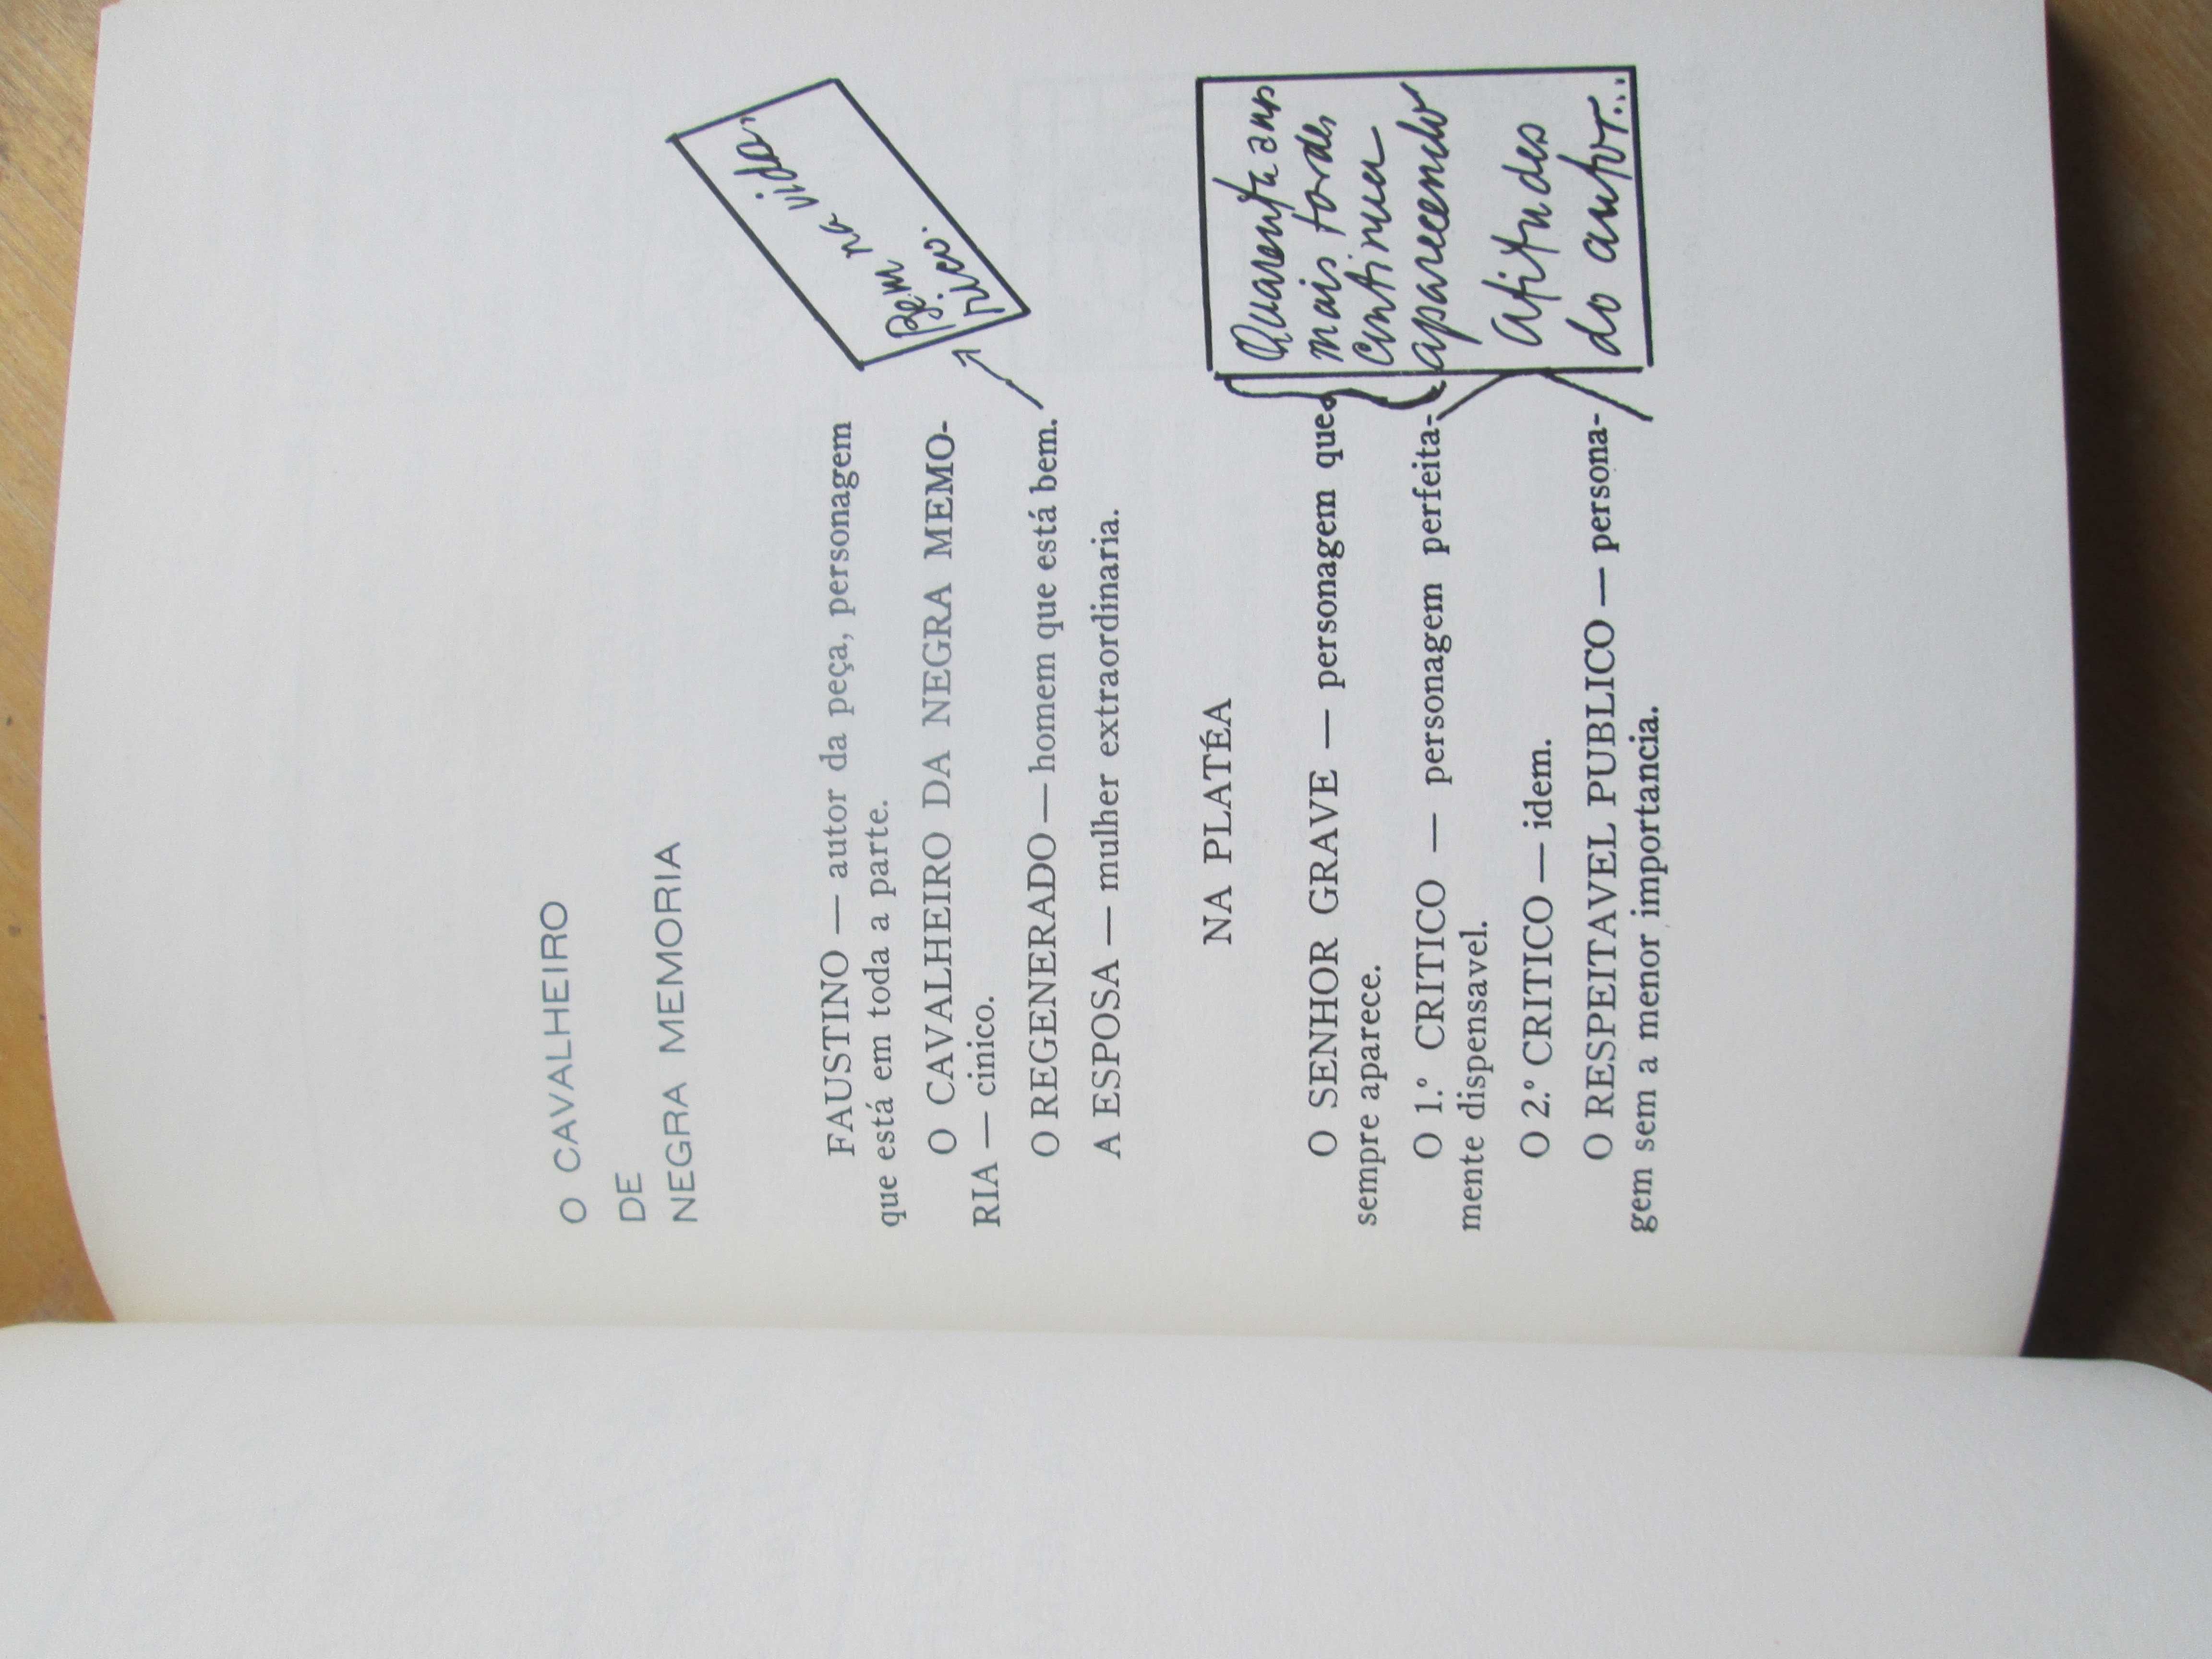 O CAVALHEIRO
DE
NEGRA MEMORIA
FAUSTINO — autor da peça, personagem
que está em toda a parte.
O CAVALHEIRO DA NEGRA MEMO-
RIA — cinico.
O REGENERADO — homem que está bem.
Bem na vida,
rico.
A ESPOSA — mulher extraordinaria.
NA PLATÉA
O SENHOR GRAVE — personagem que
sempre aparece.
Quarenta anos
mais tarde,
continua
aparecendo
O 1.º CRITICO — personagem perfeita-
mente dispensavel.
O 2.º CRITICO — idem.
O RESPEITAVEL PUBLICO — persona-
gem sem a menor importancia.
Atitudes
do autor...